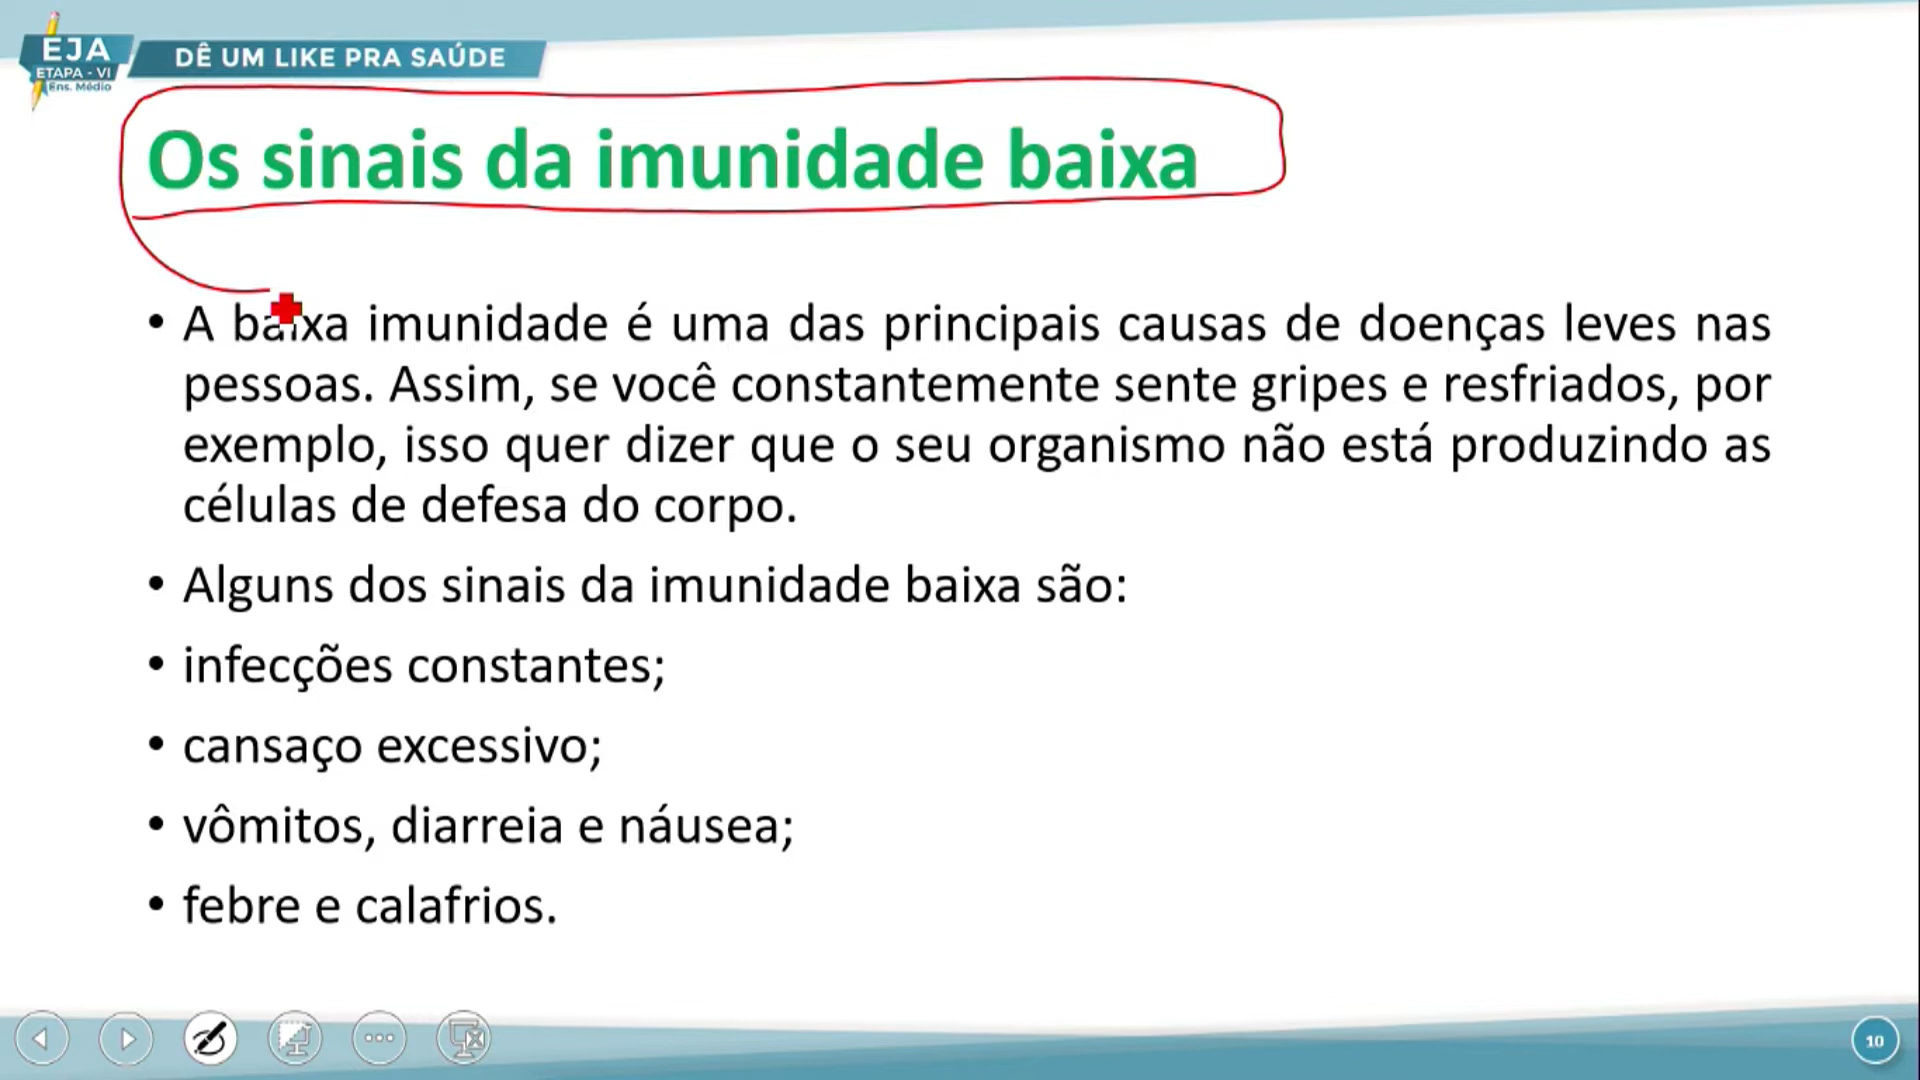 EJA
ETAPA - VI
Ens. Médio
DÊ UM LIKE PRA SAÚDE
Os sinais da imunidade baixa
• A baixa imunidade é uma das principais causas de doenças leves nas
pessoas. Assim, se você constantemente sente gripes e resfriados, por
exemplo, isso quer dizer que o seu organismo não está produzindo as
células de defesa do corpo.
• Alguns dos sinais da imunidade baixa são:
• infecções constantes;
• cansaço excessivo;
• vômitos, diarreia e náusea;
• febre e calafrios.
10